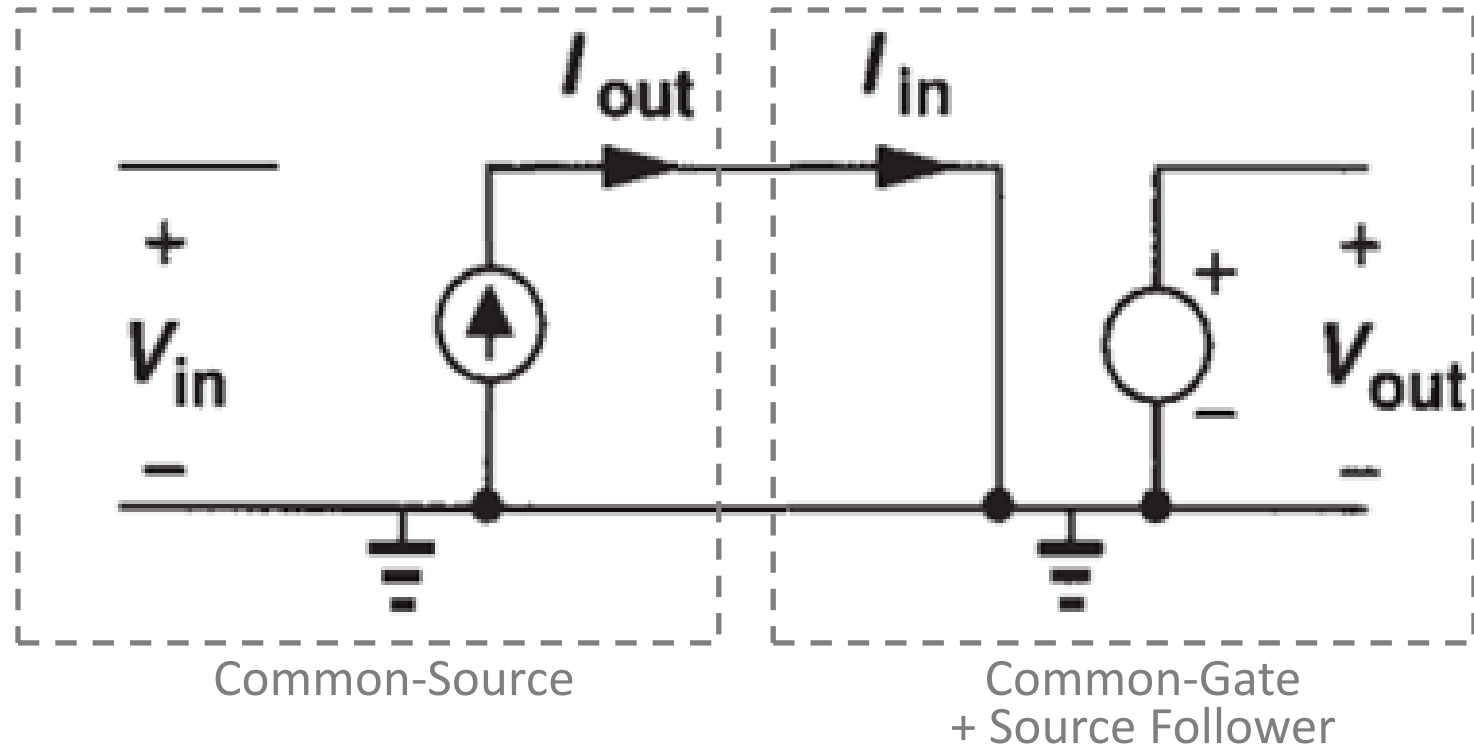 I out
I in
+
V in
−
+
−
+
V out
−
Common-Source
Common-Gate
+ Source Follower